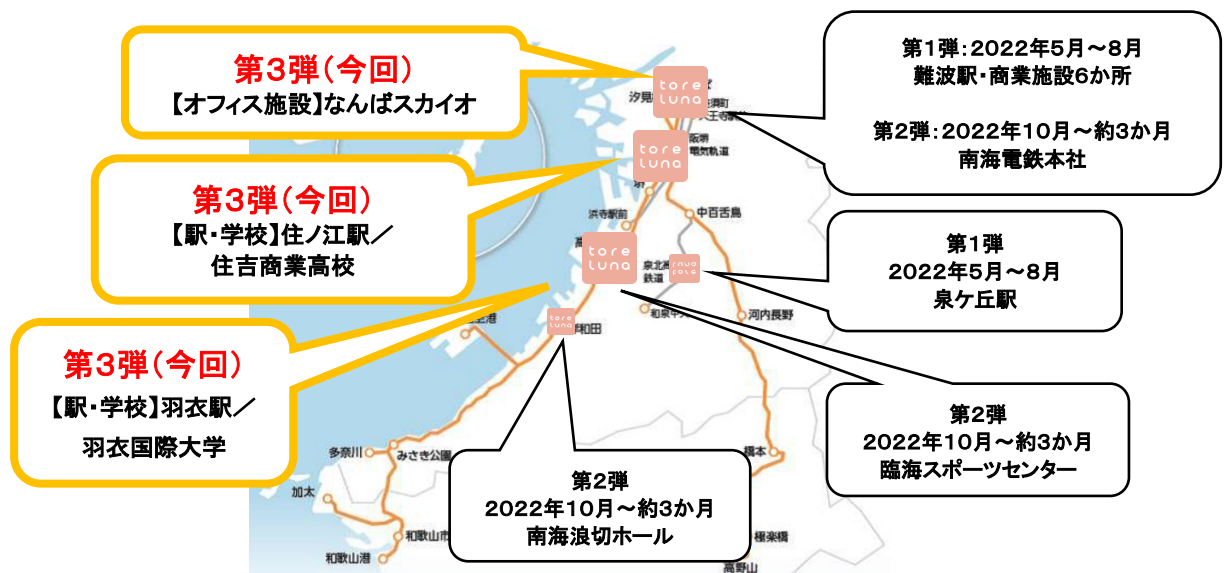 第3弾(今回)
【オフィス施設】なんばスカイオ
第3弾(今回)
【駅・学校】住ノ江駅／
住吉商業高校
第3弾(今回)
【駅・学校】羽衣駅／
羽衣国際大学
第1弾：2022年5月～8月
難波駅・商業施設6か所
第2弾：2022年10月～約3か月
南海電鉄本社
第1弾
2022年5月～8月
泉ケ丘駅
第2弾
2022年10月～約3か月
臨海スポーツセンター
第2弾
2022年10月～約3か月
南海浪切ホール
tore
luna
tore
luna
tore
luna
tore
luna
汐見
電気軌道
浜寺駅前
中百舌鳥
泉北高
鉄道
和泉中
河内長野
和田
多奈川
みさき公園
加太
和歌山市
和歌山港
橋本
極楽橋
高野山